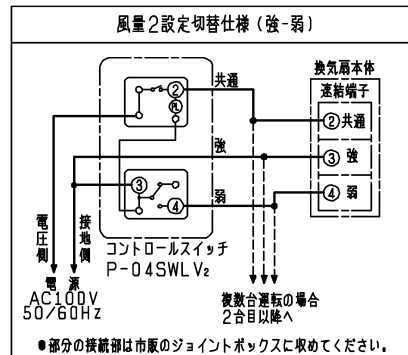 風量2設定切替仕様(強-弱)
換気扇本体
速結端子
共通
② PL
②共通
強
③ 強
③
弱
④
④ 弱
電圧側
接地側
コントロールスイッチ
P-04SWLV2
電 源
AC100V
50/60Hz
複数台運転の場合
2台目以降へ
●部分の接続部は市販のジョイントボックスに収めてください。